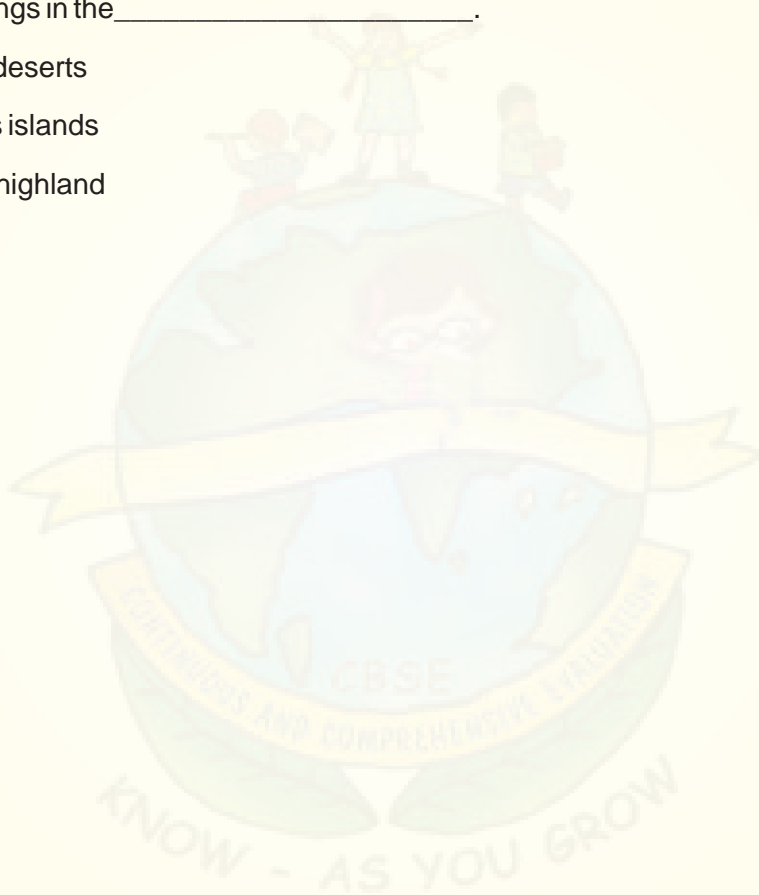 ngs in the______________________.
deserts
s islands
highland
CONTINUOUS AND COMPREHENSIVE EVALUATION
CBSE
KNOW - AS YOU GROW